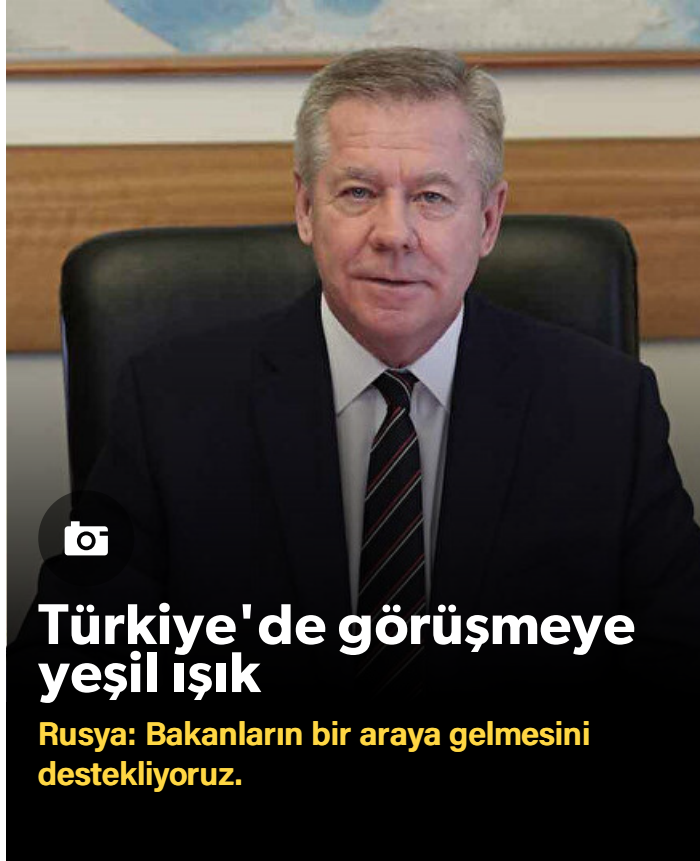 Türkiye'de görüşmeye
yeşil ışık
Rusya: Bakanların bir araya gelmesini
destekliyoruz.